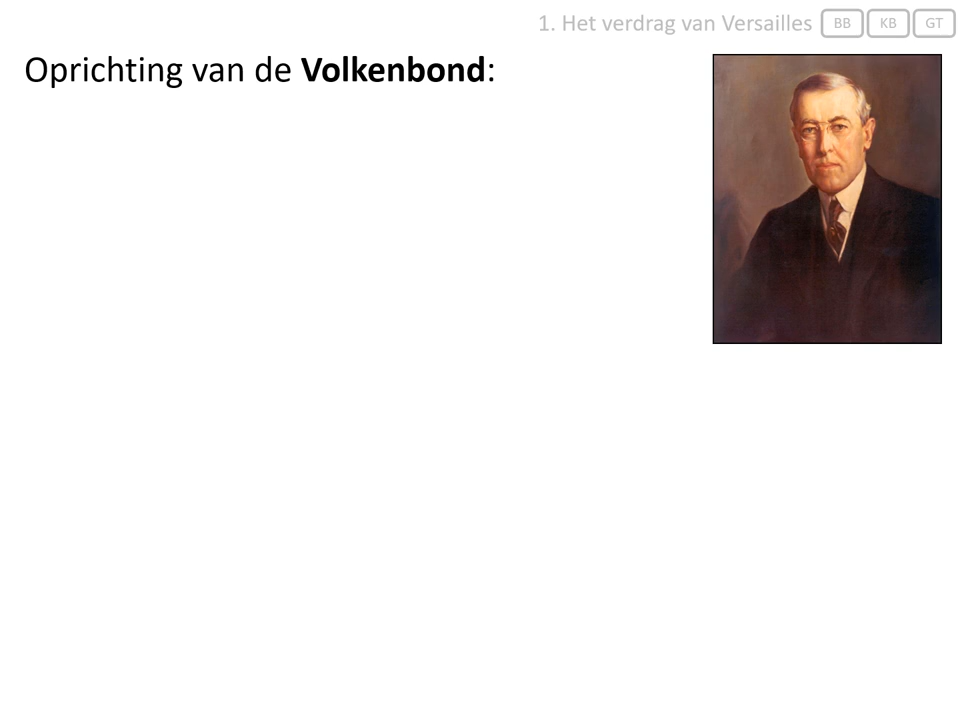 1. Het verdrag van Versailles BB KB GT
Oprichting van de Volkenbond: